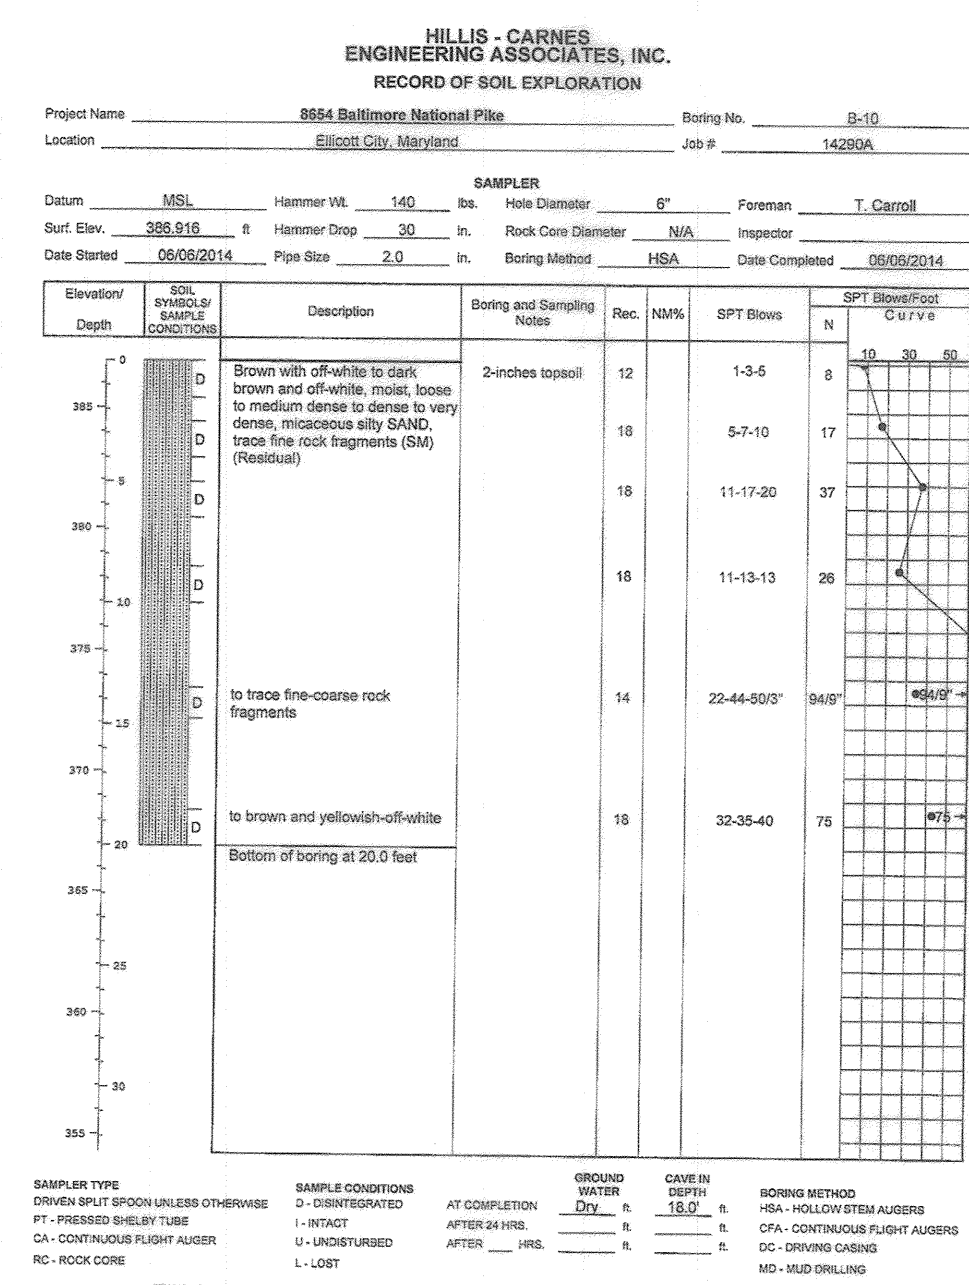 HILLIS - CARNES
ENGINEERING ASSOCIATES, INC.
RECORD OF SOIL EXPLORATION
Project Name 8654 Baltimore National Pike Boring No. B-10
Location Ellicott City, Maryland Job # 14290A
SAMPLER
Datum MSL Hammer Wt. 140 lbs. Hole Diameter 6" Foreman T. Carroll
Surf. Elev. 386.916 ft Hammer Drop 30 in. Rock Core Diameter N/A Inspector
Date Started 06/06/2014 Pipe Size 2.0 in. Boring Method HSA Date Completed 06/06/2014
Elevation/ Depth
SOIL SYMBOLS/ SAMPLE CONDITIONS
Description
Boring and Sampling Notes
Rec. NM% SPT Blows
SPT Blows/Foot
N Curve
10 30 50
0 D Brown with off-white to dark 2-inches topsoil 12 1-3-5 8
brown and off-white, moist, loose
385 to medium dense to dense to very
dense, micaceous silty SAND,
D trace fine rock fragments (SM) 18 5-7-10 17
(Residual)
5 D 18 11-17-20 37
380
D 18 11-13-13 26
10
375
D to trace fine-coarse rock 14 22-44-50/3" 94/9" 94/9"
fragments
15
370
D to brown and yellowish-off-white 18 32-35-40 75 75
20
Bottom of boring at 20.0 feet
365
25
360
30
355
SAMPLER TYPE
DRIVEN SPLIT SPOON UNLESS OTHERWISE
PT - PRESSED SHELBY TUBE
CA - CONTINUOUS FLIGHT AUGER
RC - ROCK CORE
SAMPLE CONDITIONS
D - DISINTEGRATED
I - INTACT
U - UNDISTURBED
L - LOST
GROUND WATER CAVE IN DEPTH
AT COMPLETION Dry ft. 18.0' ft.
AFTER 24 HRS. ft. ft.
AFTER HRS. ft. ft.
BORING METHOD
HSA - HOLLOW STEM AUGERS
CFA - CONTINUOUS FLIGHT AUGERS
DC - DRIVING CASING
MD - MUD DRILLING